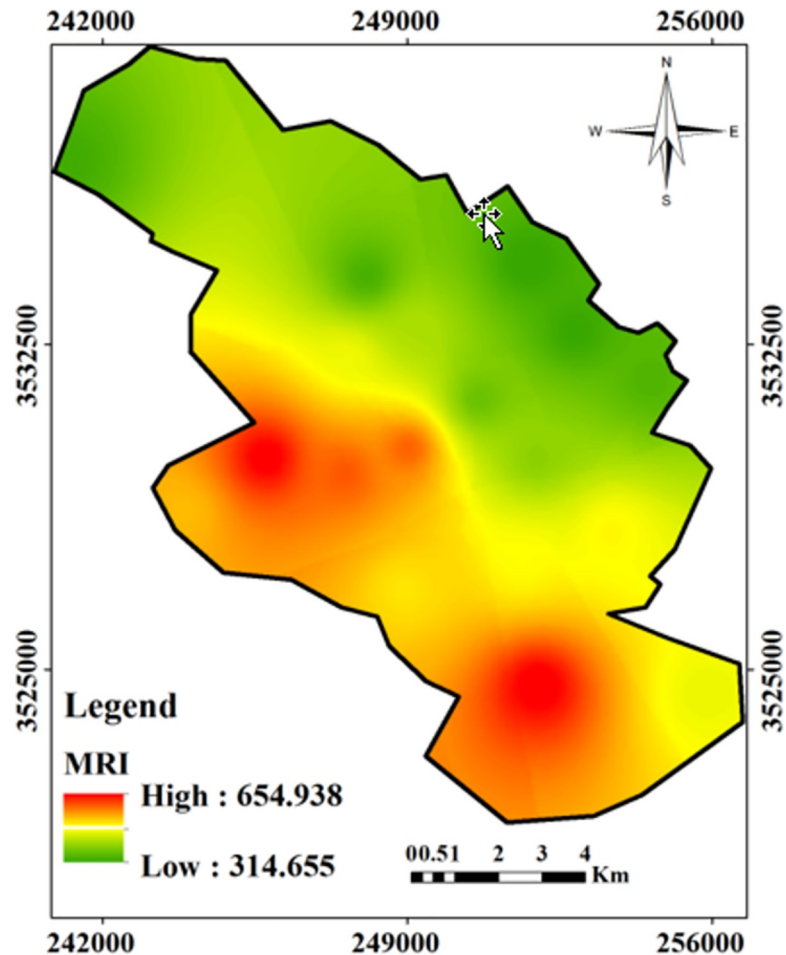 242000 249000 256000
N
W E
S
3532500 3532500
3525000 3525000
Legend
MRI
High : 654.938
Low : 314.655
00.51 2 3 4
Km
242000 249000 256000